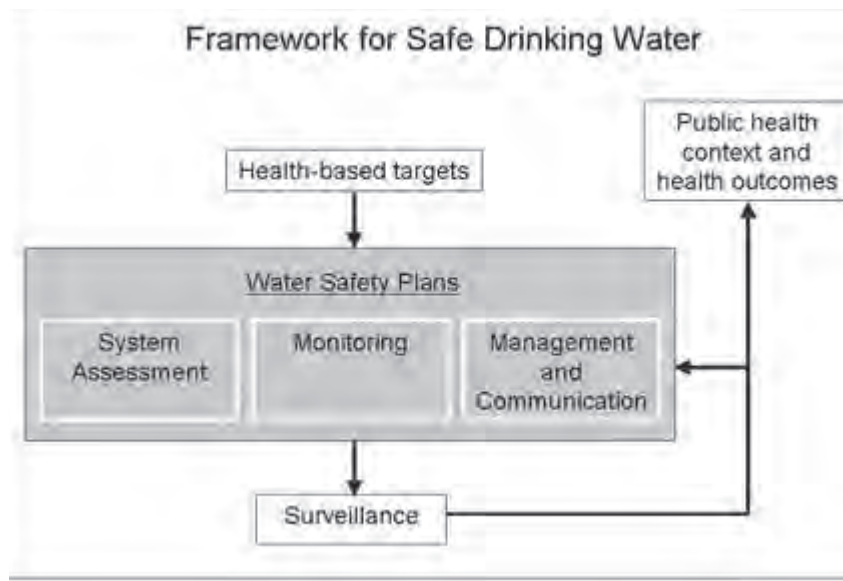 Framework for Safe Drinking Water
Public health
context and
health outcomes
Health-based targets
Water Safety Plans
System
Assessment
Monitoring
Management
and
Communication
Surveillance